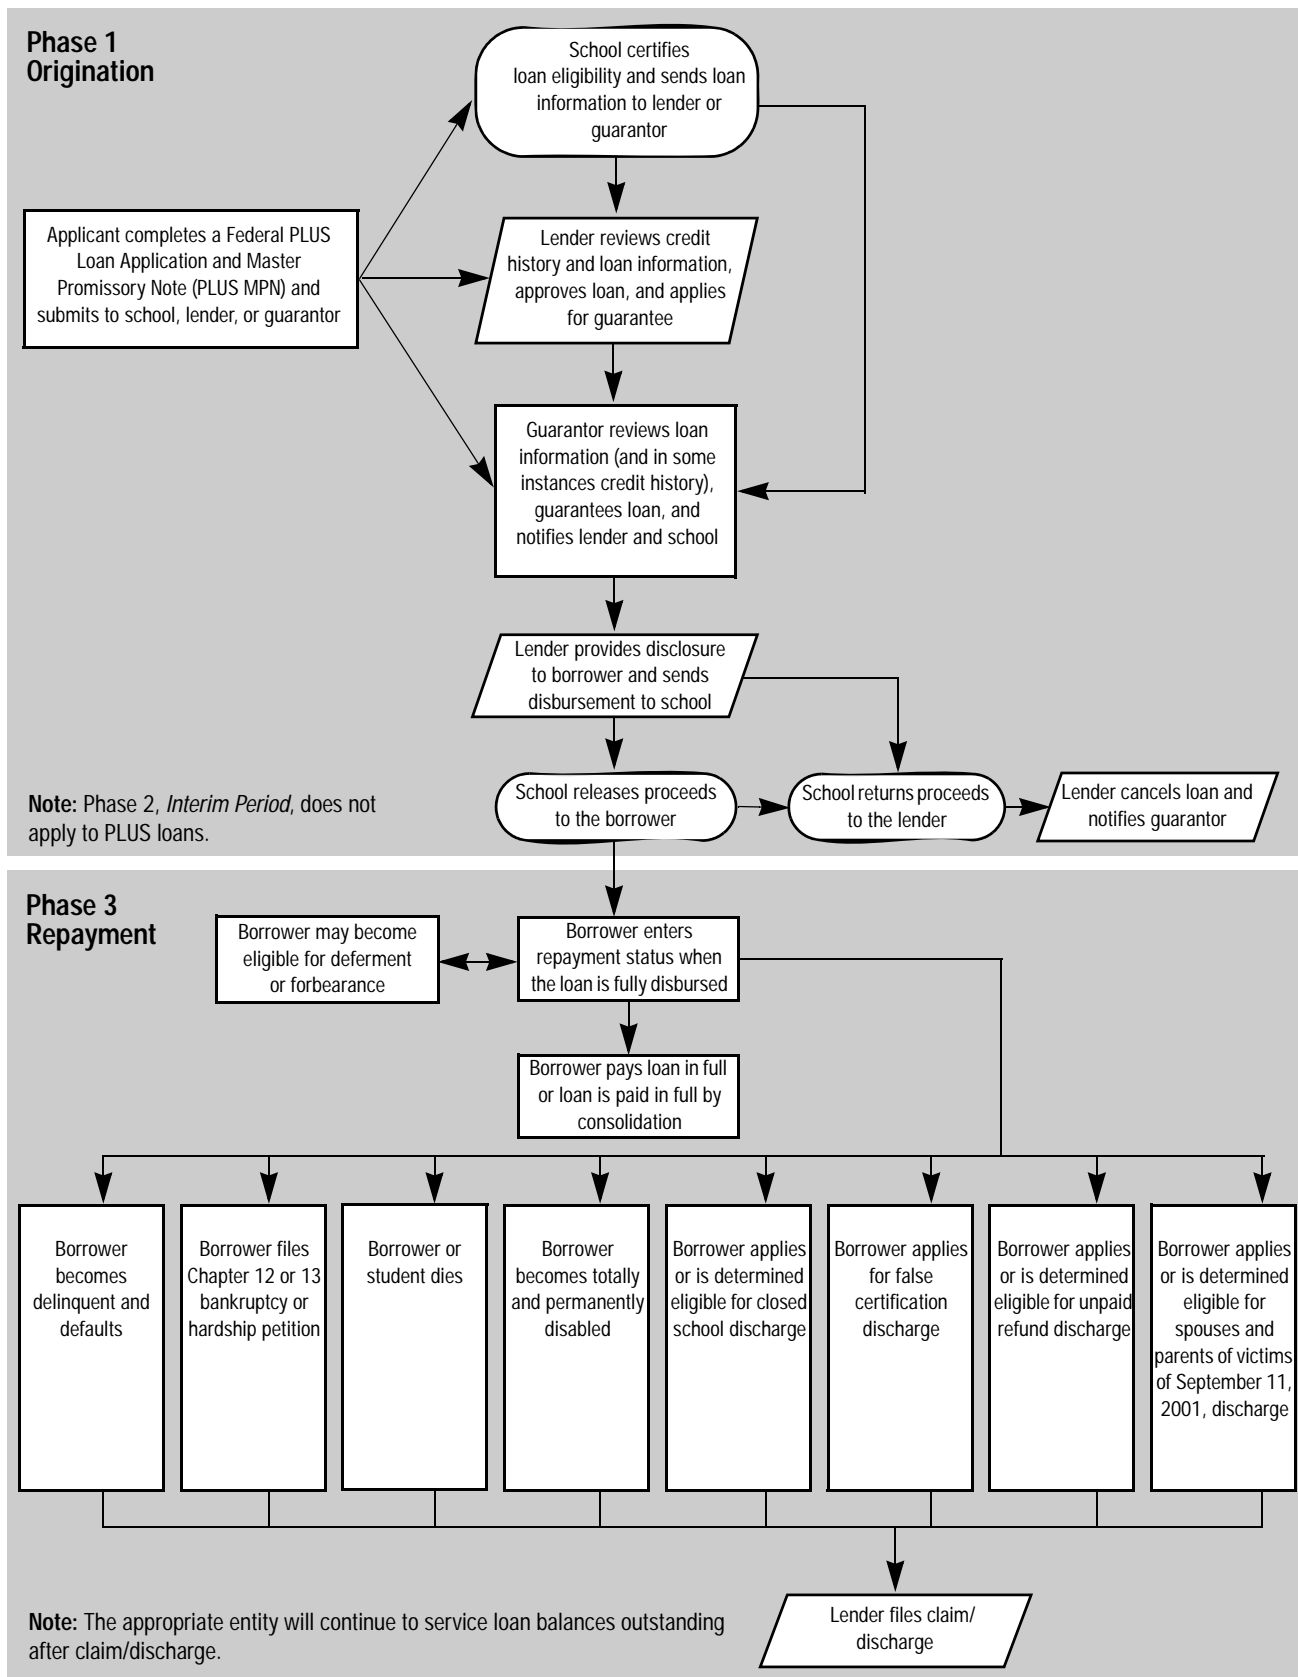 Phase 1
Origination
School certifies
loan eligibility and sends loan
information to lender or
guarantor
Applicant completes a Federal PLUS
Loan Application and Master
Promissory Note (PLUS MPN) and
submits to school, lender, or guarantor
Lender reviews credit
history and loan information,
approves loan, and applies
for guarantee
Guarantor reviews loan
information (and in some
instances credit history),
guarantees loan, and
notifies lender and school
Lender provides disclosure
to borrower and sends
disbursement to school
School releases proceeds
to the borrower
School returns proceeds
to the lender
Lender cancels loan and
notifies guarantor
Note: Phase 2, Interim Period, does not
apply to PLUS loans.
Phase 3
Repayment
Borrower may become
eligible for deferment
or forbearance
Borrower enters
repayment status when
the loan is fully disbursed
Borrower pays loan in full
or loan is paid in full by
consolidation
Borrower
becomes
delinquent and
defaults
Borrower files
Chapter 12 or 13
bankruptcy or
hardship petition
Borrower or
student dies
Borrower
becomes totally
and permanently
disabled
Borrower applies
or is determined
eligible for closed
school discharge
Borrower applies
for false
certification
discharge
Borrower applies
or is determined
eligible for unpaid
refund discharge
Borrower applies
or is determined
eligible for
spouses and
parents of victims
of September 11,
2001, discharge
Lender files claim/
discharge
Note: The appropriate entity will continue to service loan balances outstanding
after claim/discharge.